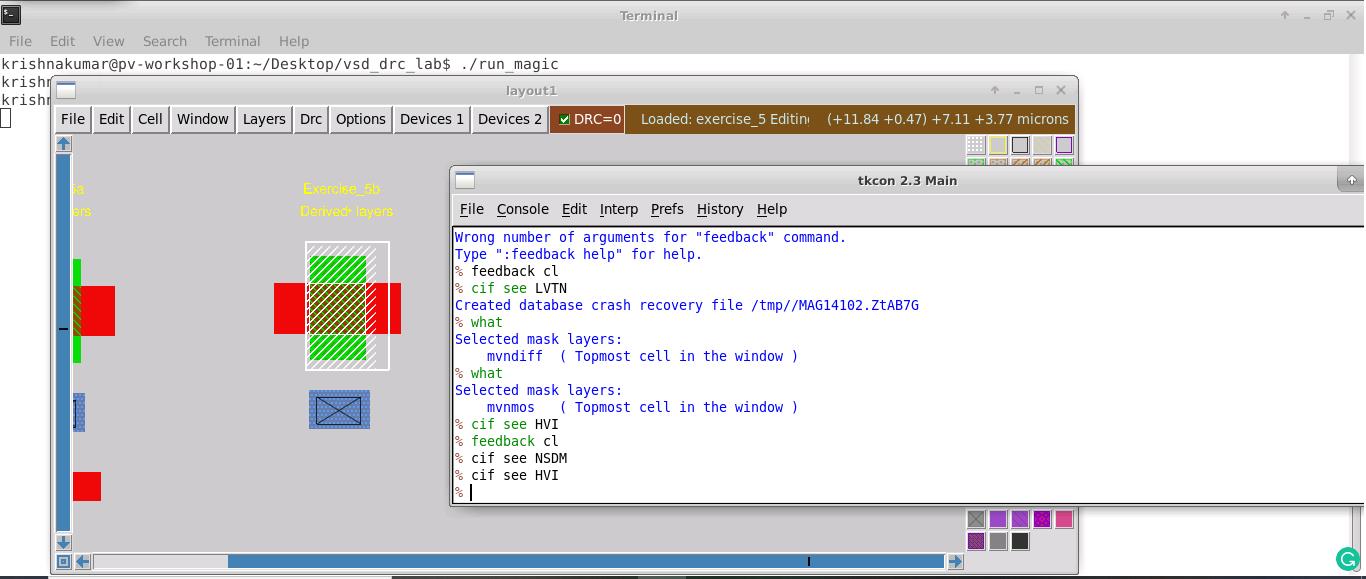 Terminal
File Edit View Search Terminal Help
krishnakumar@pv-workshop-01:~/Desktop/vsd_drc_lab$ ./run_magic
krishn
krishn
layout1
File Edit Cell Window Layers Drc Options Devices 1 Devices 2 DRC=0 Loaded: exercise_5 Editing (+11.84 +0.47) +7.11 +3.77 microns
5a
ers
Exercise_5b
Derived layers
tkcon 2.3 Main
File Console Edit Interp Prefs History Help
Wrong number of arguments for "feedback" command.
Type ":feedback help" for help.
% feedback cl
% cif see LVTN
Created database crash recovery file /tmp//MAG14102.ZtAB7G
% what
Selected mask layers:
mvndiff ( Topmost cell in the window )
% what
Selected mask layers:
mvnmos ( Topmost cell in the window )
% cif see HVI
% feedback cl
% cif see NSDM
% cif see HVI
%